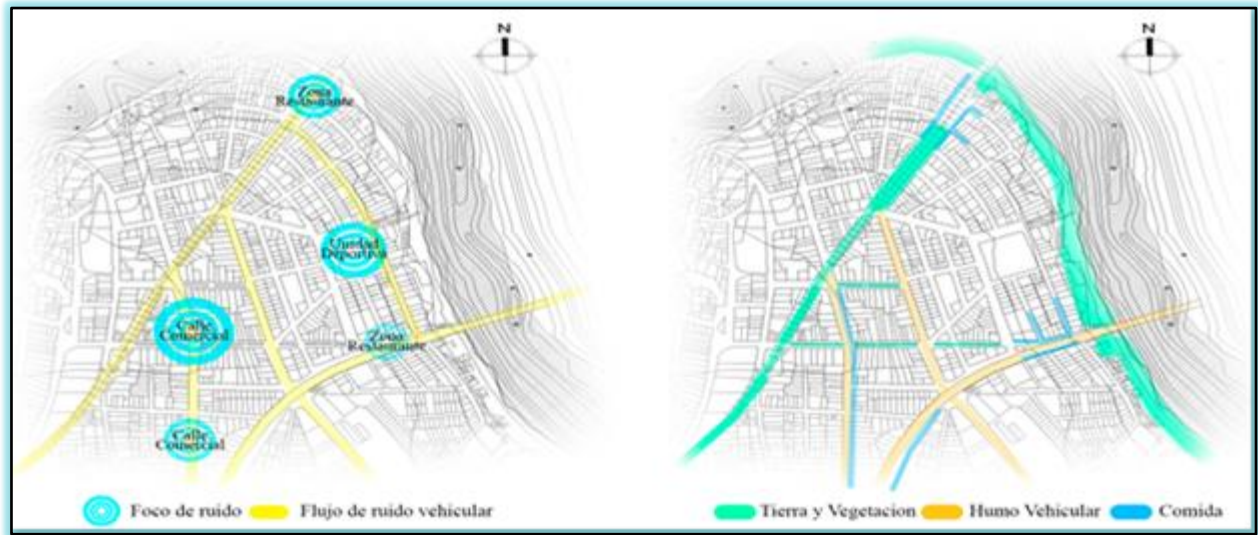 N
Zona
Restaurante
Unidad
Deportiva
Calle
Comercial
Zona
Restaurante
Calle
Comercial
Foco de ruido
Flujo de ruido vehicular
N
Tierra y Vegetacion
Humo Vehicular
Comida